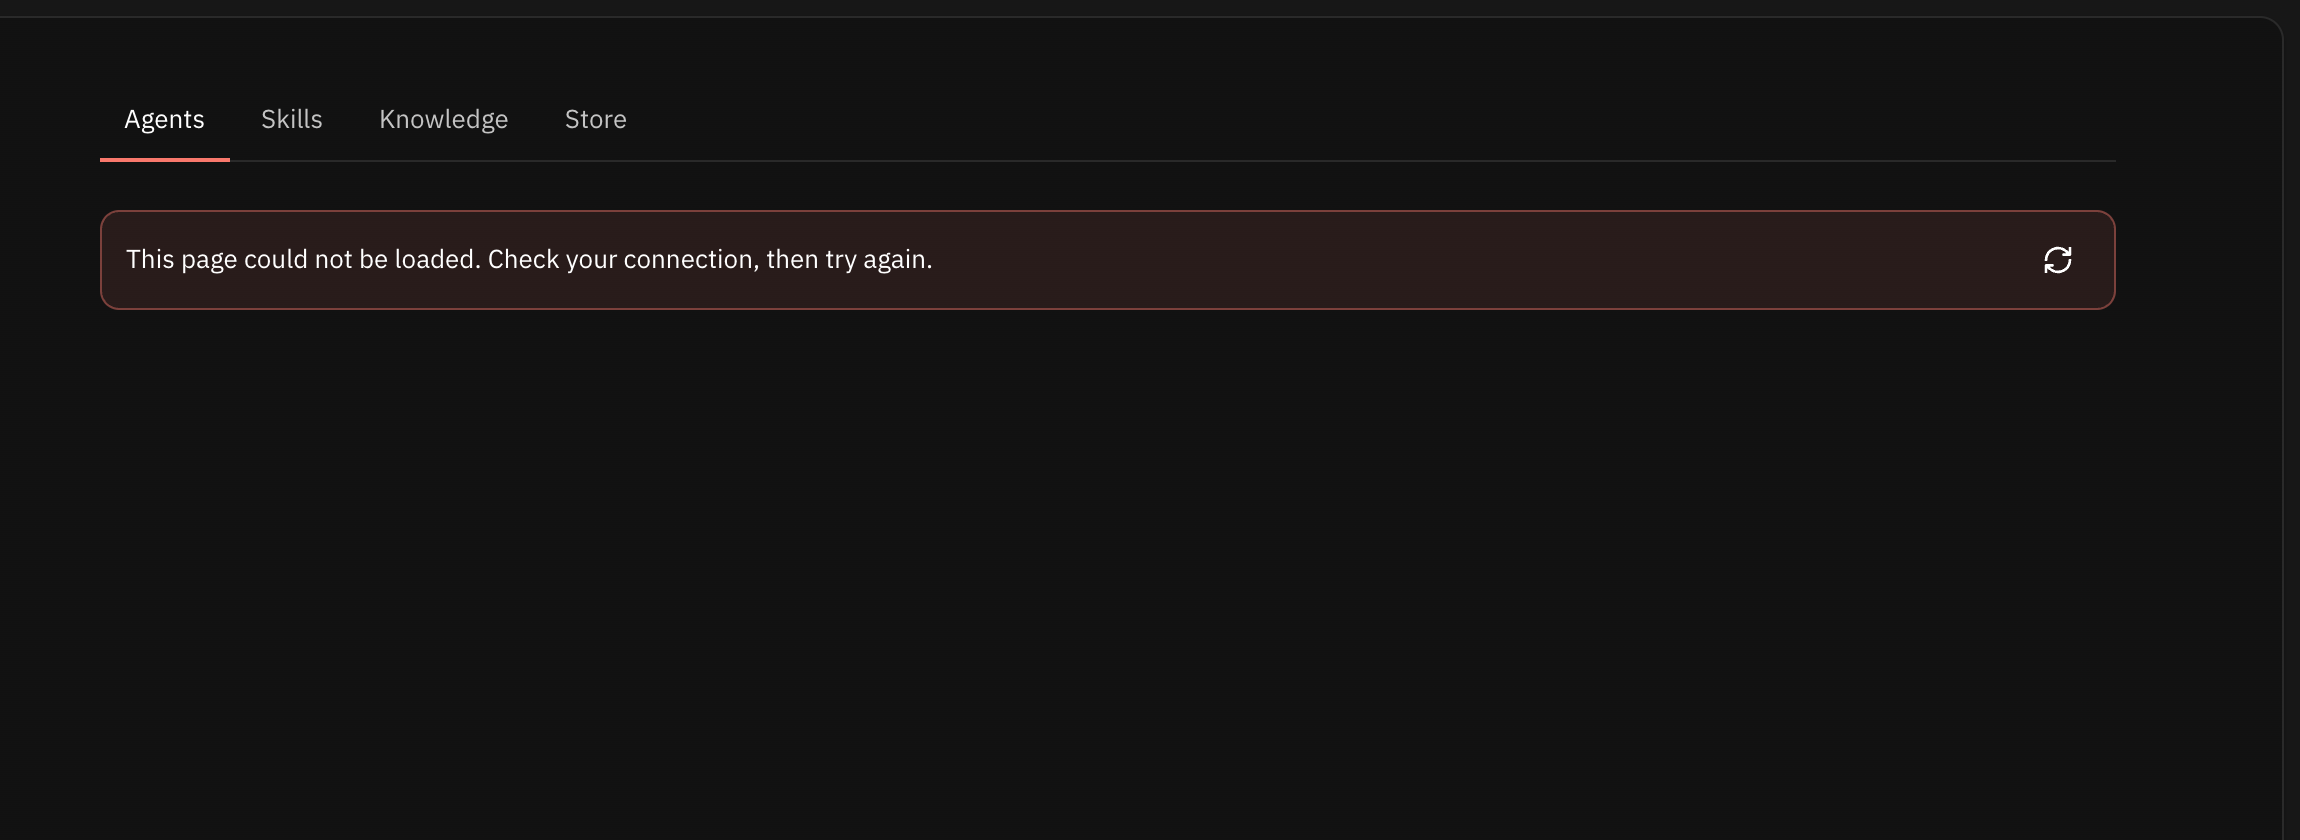 Agents Skills Knowledge Store
This page could not be loaded. Check your connection, then try again.